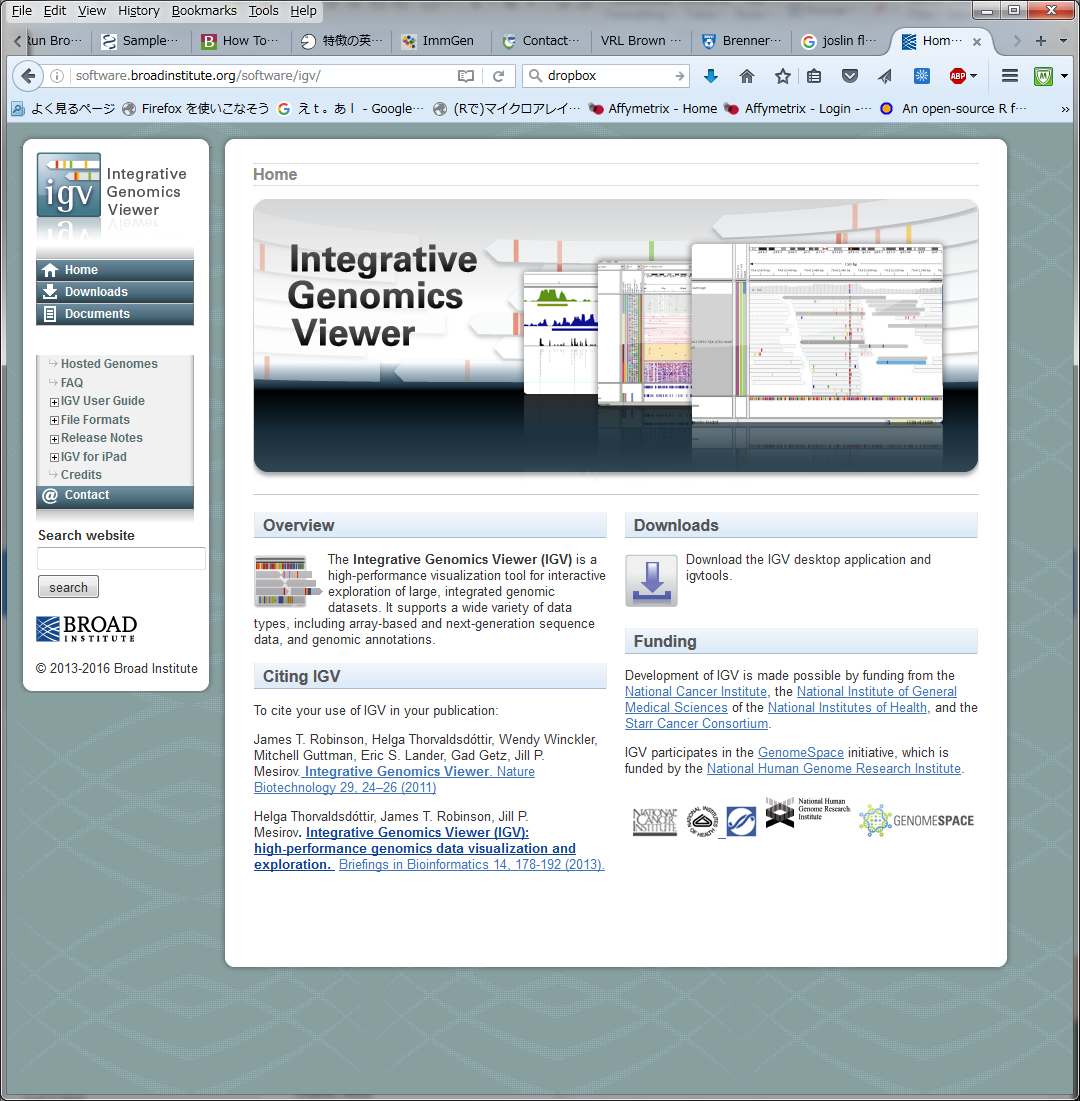 File Edit View History Bookmarks Tools Help
Run Bro··· Sample··· How To··· 特徴の英··· ImmGen Contact··· VRL Brown ··· Brenner··· joslin fl··· Hom···
software.broadinstitute.org/software/igv/ dropbox ABP
よく見るページ Firefox を使いこなそう え t 。あ l - Google··· (Rで)マイクロアレイ··· Affymetrix - Home Affymetrix - Login -··· An open-source R f··· »
igv
Integrative
Genomics
Viewer
Home
Downloads
Documents
Hosted Genomes
FAQ
IGV User Guide
File Formats
Release Notes
IGV for iPad
Credits
@ Contact
Search website
search
BROAD
INSTITUTE
© 2013-2016 Broad Institute
Home
Integrative
Genomics
Viewer
Overview
The Integrative Genomics Viewer (IGV) is a
high-performance visualization tool for interactive
exploration of large, integrated genomic
datasets. It supports a wide variety of data
types, including array-based and next-generation sequence
data, and genomic annotations.
Citing IGV
To cite your use of IGV in your publication:
James T. Robinson, Helga Thorvaldsdóttir, Wendy Winckler,
Mitchell Guttman, Eric S. Lander, Gad Getz, Jill P.
Mesirov. Integrative Genomics Viewer. Nature
Biotechnology 29, 24–26 (2011)
Helga Thorvaldsdóttir, James T. Robinson, Jill P.
Mesirov. Integrative Genomics Viewer (IGV):
high-performance genomics data visualization and
exploration. Briefings in Bioinformatics 14, 178-192 (2013).
Downloads
Download the IGV desktop application and
igvtools.
Funding
Development of IGV is made possible by funding from the
National Cancer Institute, the National Institute of General
Medical Sciences of the National Institutes of Health, and the
Starr Cancer Consortium.
IGV participates in the GenomeSpace initiative, which is
funded by the National Human Genome Research Institute.
NATIONAL
CANCER
INSTITUTE
NATIONAL INSTITUTES OF HEALTH
National Human
Genome Research
Institute
GENOMESPACE